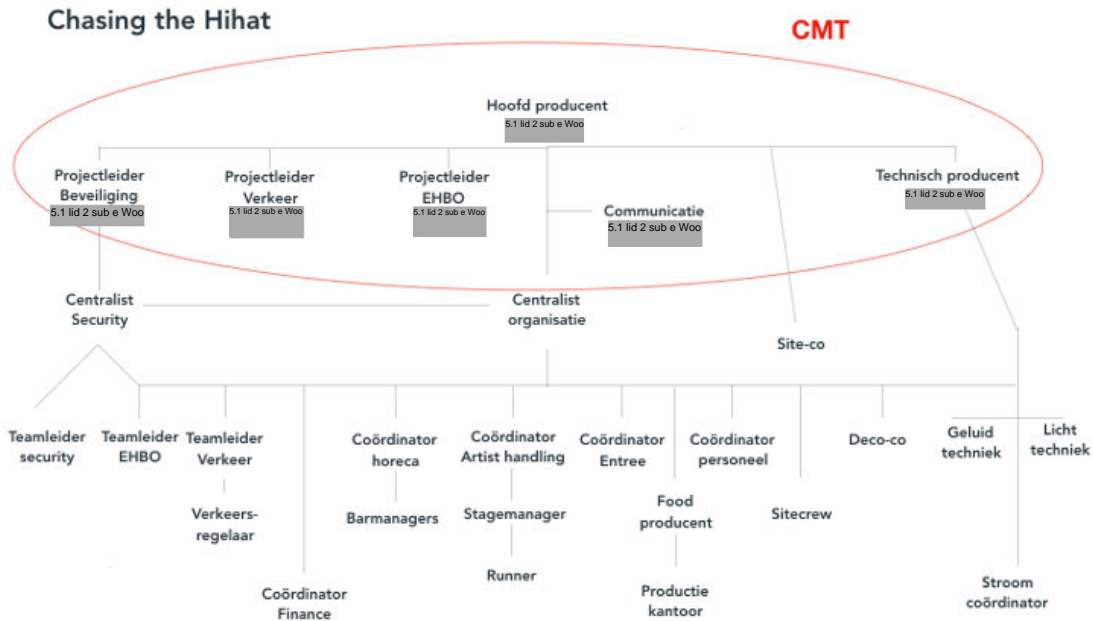 Chasing the Hihat
CMT
Hoofd producent
5.1 lid 2 sub e Woo
Projectleider
Beveiliging
5.1 lid 2 sub e Woo
Projectleider
Verkeer
5.1 lid 2 sub e Woo
Projectleider
EHBO
5.1 lid 2 sub e Woo
Communicatie
5.1 lid 2 sub e Woo
Technisch producent
5.1 lid 2 sub e Woo
Centralist
Security
Centralist
organisatie
Site-co
Teamleider
security
Teamleider
EHBO
Teamleider
Verkeer
Coördinator
horeca
Coördinator
Artist handling
Coördinator
Entree
Coördinator
personeel
Deco-co
Geluid
techniek
Licht
techniek
Verkeers-
regelaar
Barmanagers
Stagemanager
Food
producent
Sitecrew
Runner
Coördinator
Finance
Productie
kantoor
Stroom
coördinator